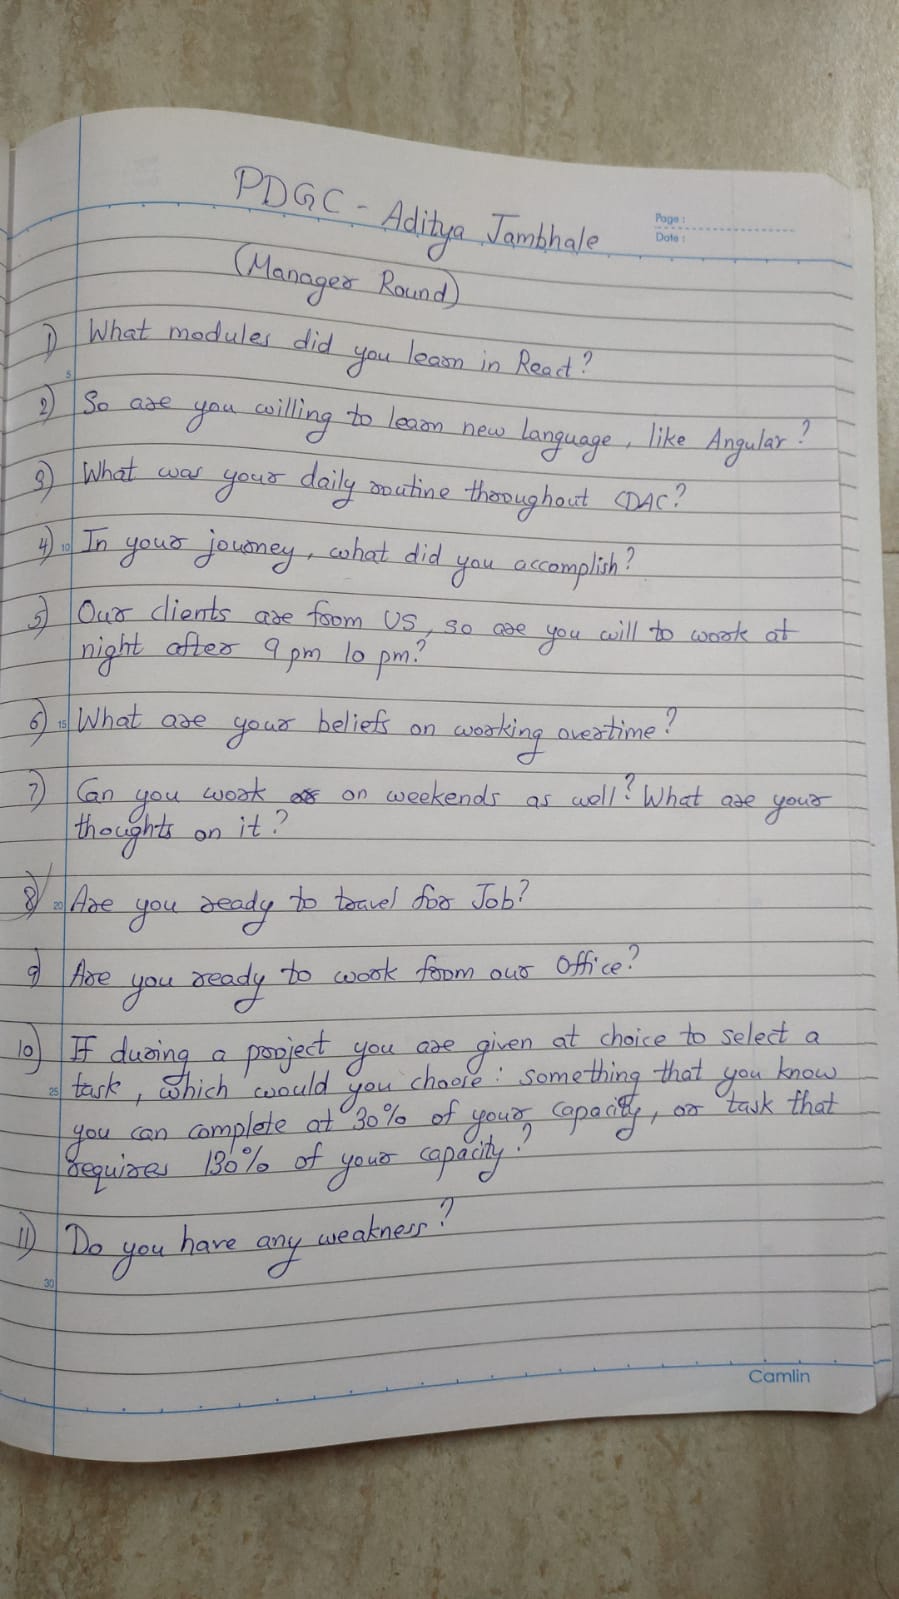 PDGC - Aditya Jambhale
Page :
Date :
(Manager Round)
1) What modules did you learn in React?
5
2) So are you willing to learn new language, like Angular?
3) What was your daily routine throughout CDAC?
4) 10 In your journey, what did you accomplish?
5) Our clients are from US, so are you will to work at
night after 9 pm 10 pm?
6) 15 What are your beliefs on working overtime?
7) Can you work on weekends as well? What are your
thoughts on it?
8) 20 Are you ready to travel for Job?
9) Are you ready to work from our Office?
10) If during a project you are given at choice to select a
25 task, which would you choose: something that you know
you can complete at 30% of your capacity, or task that
requires 130% of your capacity?
11) Do you have any weakness?
30
Camlin